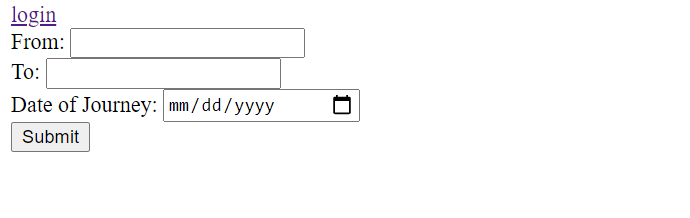 login
From:
To:
Date of Journey: mm/dd/yyyy
Submit